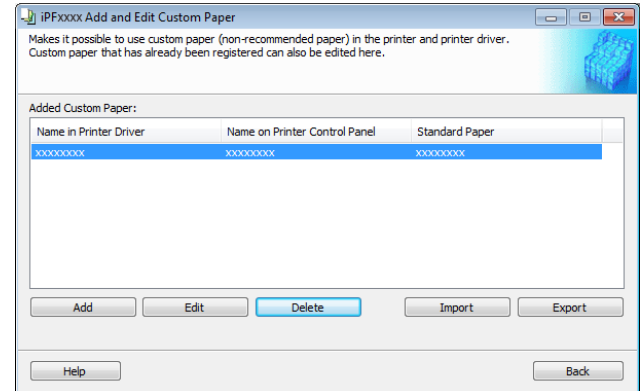 iPFxxxx Add and Edit Custom Paper
Makes it possible to use custom paper (non-recommended paper) in the printer and printer driver.
Custom paper that has already been registered can also be edited here.
Added Custom Paper:
Name in Printer Driver Name on Printer Control Panel Standard Paper
xxxxxxxx xxxxxxxx xxxxxxxx
Add Edit Delete Import Export
Help Back